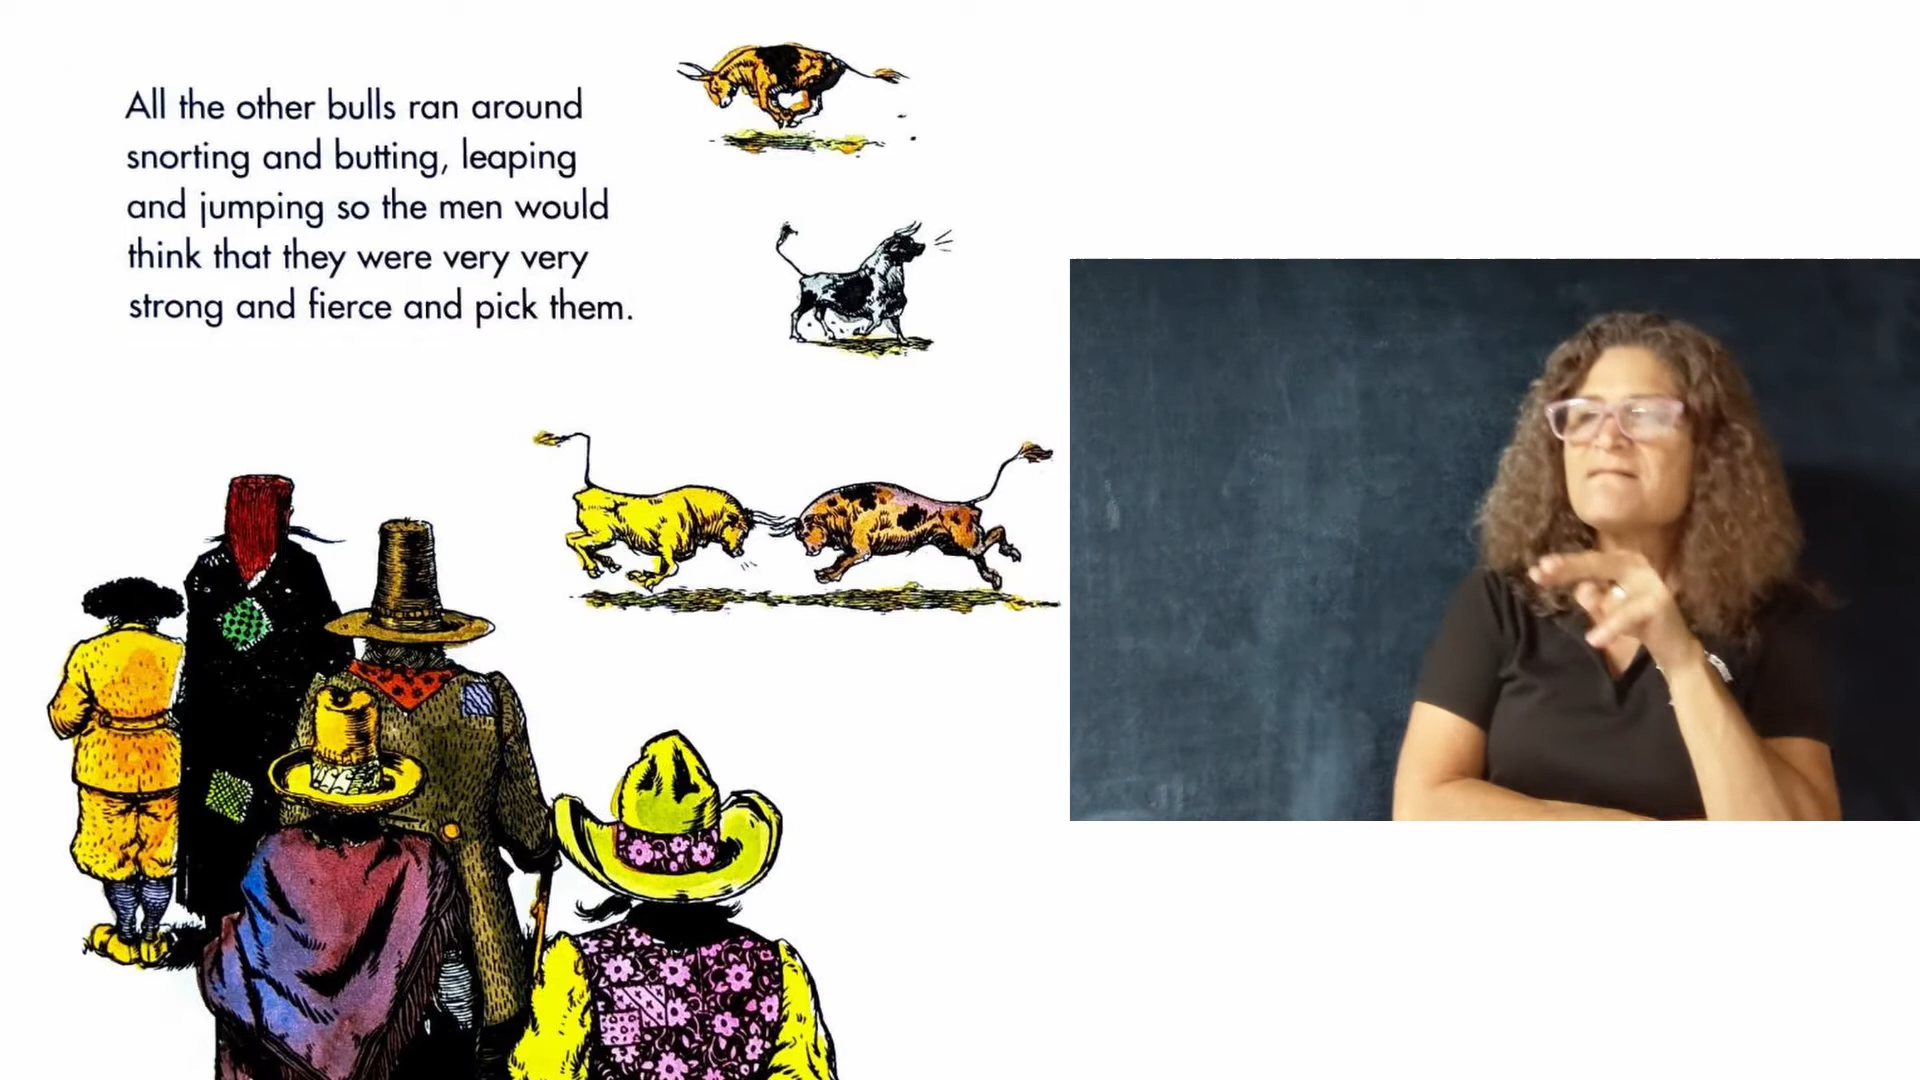 All the other bulls ran around
snorting and butting, leaping
and jumping so the men would
think that they were very very
strong and fierce and pick them.